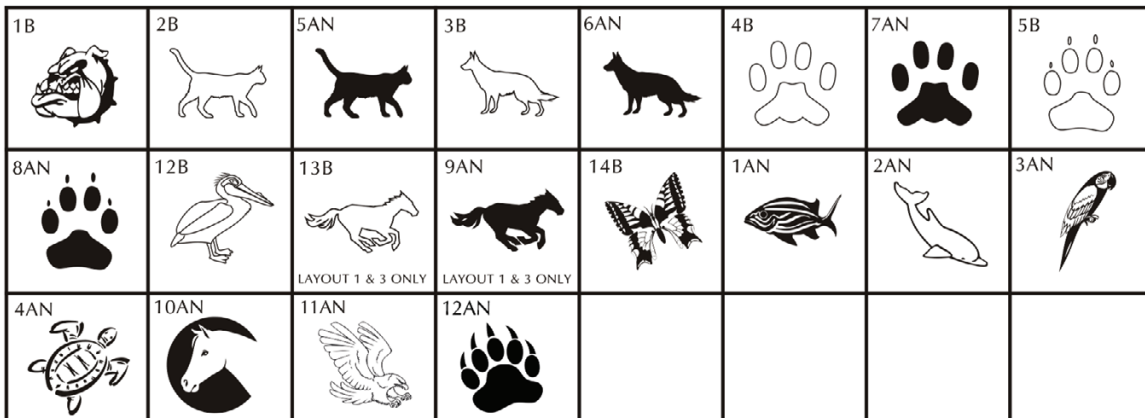 1B
2B
5AN
3B
6AN
4B
7AN
5B
8AN
12B
13B
LAYOUT 1 & 3 ONLY
9AN
LAYOUT 1 & 3 ONLY
14B
1AN
2AN
3AN
4AN
10AN
11AN
12AN